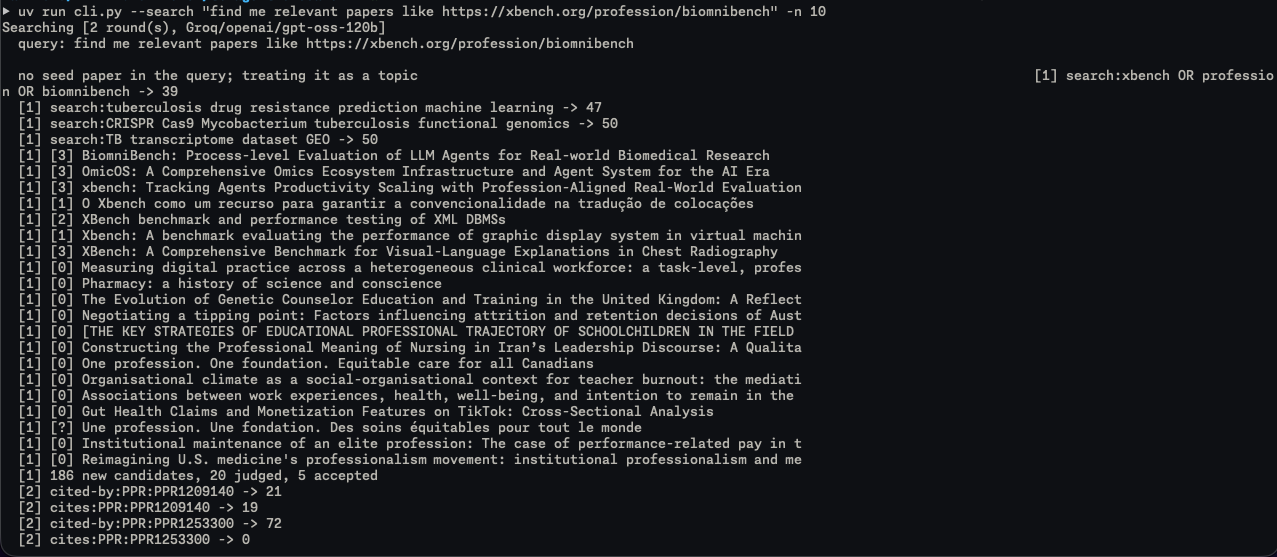 ▶ uv run cli.py --search "find me relevant papers like https://xbench.org/profession/biomnibench" -n 10
Searching [2 round(s), Groq/openai/gpt-oss-120b]
  query: find me relevant papers like https://xbench.org/profession/biomnibench

  no seed paper in the query; treating it as a topic                                                                             [1] search:xbench OR professio
n OR biomnibench -> 39
  [1] search:tuberculosis drug resistance prediction machine learning -> 47
  [1] search:CRISPR Cas9 Mycobacterium tuberculosis functional genomics -> 50
  [1] search:TB transcriptome dataset GEO -> 50
  [1] [3] BiomniBench: Process-level Evaluation of LLM Agents for Real-world Biomedical Research
  [1] [3] OmicOS: A Comprehensive Omics Ecosystem Infrastructure and Agent System for the AI Era
  [1] [3] xbench: Tracking Agents Productivity Scaling with Profession-Aligned Real-World Evaluation
  [1] [1] O Xbench como um recurso para garantir a convencionalidade na tradução de colocações
  [1] [2] XBench benchmark and performance testing of XML DBMSs
  [1] [1] Xbench: A benchmark evaluating the performance of graphic display system in virtual machin
  [1] [3] XBench: A Comprehensive Benchmark for Visual-Language Explanations in Chest Radiography
  [1] [0] Measuring digital practice across a heterogeneous clinical workforce: a task-level, profes
  [1] [0] Pharmacy: a history of science and conscience
  [1] [0] The Evolution of Genetic Counselor Education and Training in the United Kingdom: A Reflect
  [1] [0] Negotiating a tipping point: Factors influencing attrition and retention decisions of Aust
  [1] [0] [THE KEY STRATEGIES OF EDUCATIONAL PROFESSIONAL TRAJECTORY OF SCHOOLCHILDREN IN THE FIELD
  [1] [0] Constructing the Professional Meaning of Nursing in Iran’s Leadership Discourse: A Qualita
  [1] [0] One profession. One foundation. Equitable care for all Canadians
  [1] [0] Organisational climate as a social-organisational context for teacher burnout: the mediati
  [1] [0] Associations between work experiences, health, well-being, and intention to remain in the
  [1] [0] Gut Health Claims and Monetization Features on TikTok: Cross-Sectional Analysis
  [1] [?] Une profession. Une fondation. Des soins équitables pour tout le monde
  [1] [0] Institutional maintenance of an elite profession: The case of performance-related pay in t
  [1] [0] Reimagining U.S. medicine's professionalism movement: institutional professionalism and me
  [1] 186 new candidates, 20 judged, 5 accepted
  [2] cited-by:PPR:PPR1209140 -> 21
  [2] cites:PPR:PPR1209140 -> 19
  [2] cited-by:PPR:PPR1253300 -> 72
  [2] cites:PPR:PPR1253300 -> 0